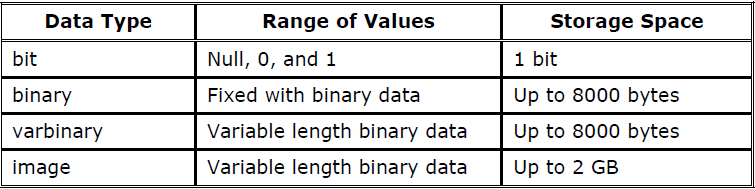 Data Type Range of Values Storage Space
bit Null, 0, and 1 1 bit
binary Fixed with binary data Up to 8000 bytes
varbinary Variable length binary data Up to 8000 bytes
image Variable length binary data Up to 2 GB